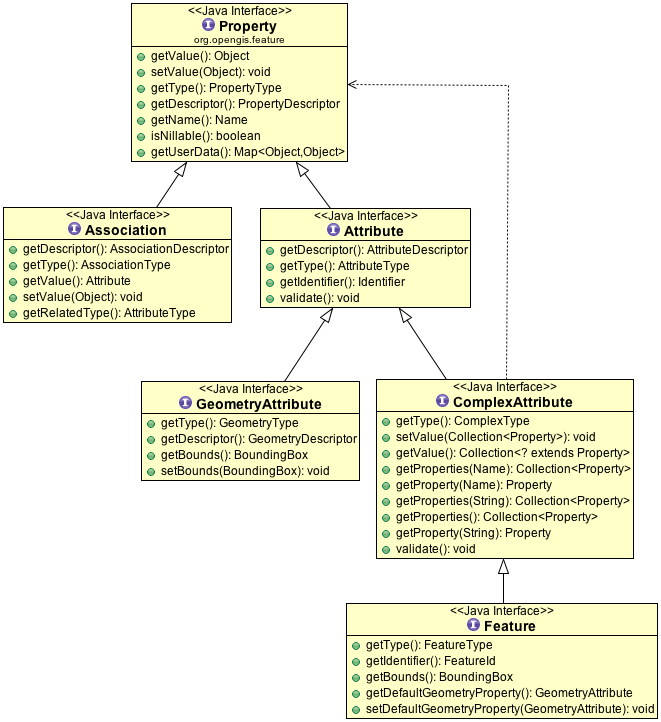 <<Java Interface>>
Property
org.opengis.feature
getValue(): Object
setValue(Object): void
getType(): PropertyType
getDescriptor(): PropertyDescriptor
getName(): Name
isNillable(): boolean
getUserData(): Map<Object,Object>
<<Java Interface>>
Association
getDescriptor(): AssociationDescriptor
getType(): AssociationType
getValue(): Attribute
setValue(Object): void
getRelatedType(): AttributeType
<<Java Interface>>
Attribute
getDescriptor(): AttributeDescriptor
getType(): AttributeType
getIdentifier(): Identifier
validate(): void
<<Java Interface>>
GeometryAttribute
getType(): GeometryType
getDescriptor(): GeometryDescriptor
getBounds(): BoundingBox
setBounds(BoundingBox): void
<<Java Interface>>
ComplexAttribute
getType(): ComplexType
setValue(Collection<Property>): void
getValue(): Collection<? extends Property>
getProperties(Name): Collection<Property>
getProperty(Name): Property
getProperties(String): Collection<Property>
getProperties(): Collection<Property>
getProperty(String): Property
validate(): void
<<Java Interface>>
Feature
getType(): FeatureType
getIdentifier(): FeatureId
getBounds(): BoundingBox
getDefaultGeometryProperty(): GeometryAttribute
setDefaultGeometryProperty(GeometryAttribute): void